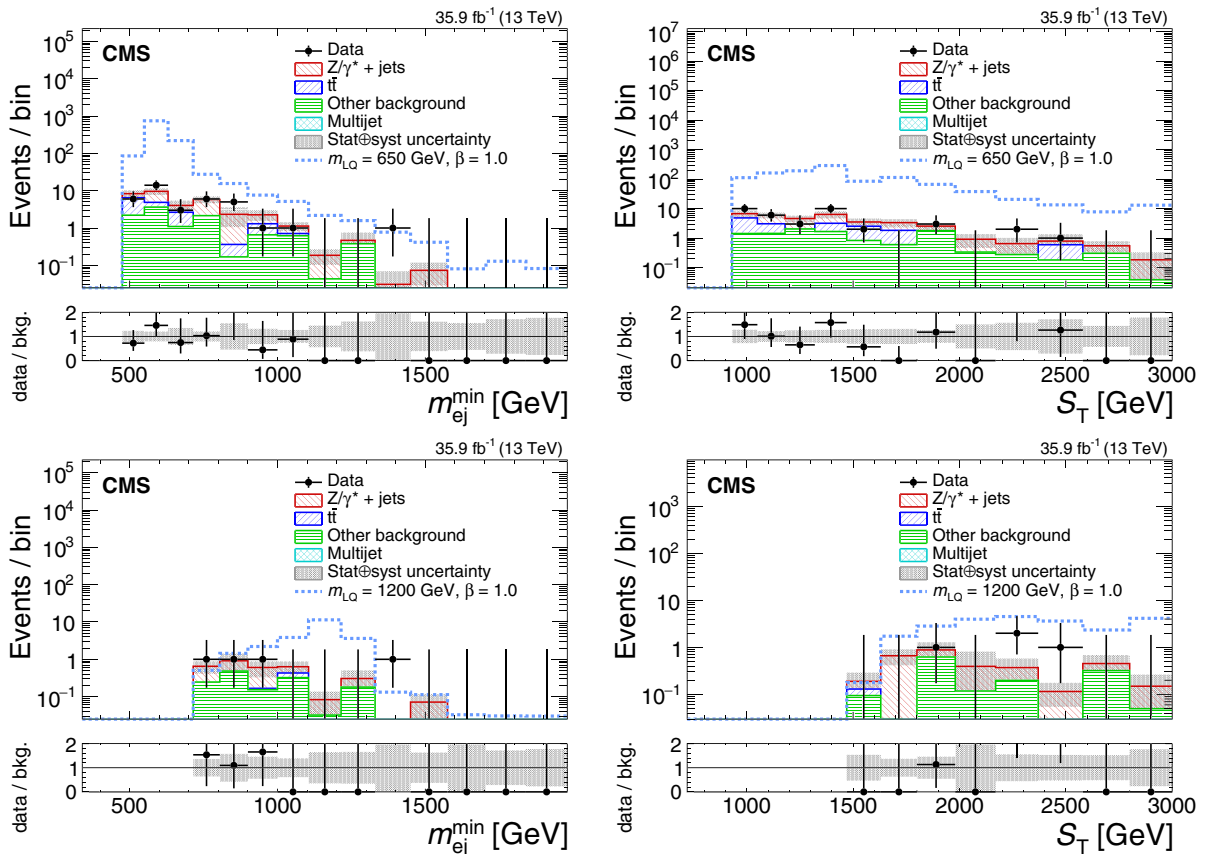 35.9 fb⁻¹ (13 TeV)
CMS
Data
Z/γ* + jets
tt̄
Other background
Multijet
Stat⊕syst uncertainty
m_LQ = 650 GeV, β = 1.0
Events / bin
10⁵
10⁴
10³
10²
10
1
10⁻¹
data / bkg.
2
1
0
500 1000 1500
m_ej^min [GeV]
35.9 fb⁻¹ (13 TeV)
CMS
Data
Z/γ* + jets
tt̄
Other background
Multijet
Stat⊕syst uncertainty
m_LQ = 650 GeV, β = 1.0
Events / bin
10⁷
10⁶
10⁵
10⁴
10³
10²
10
1
10⁻¹
data / bkg.
2
1
0
1000 1500 2000 2500 3000
S_T [GeV]
35.9 fb⁻¹ (13 TeV)
CMS
Data
Z/γ* + jets
tt̄
Other background
Multijet
Stat⊕syst uncertainty
m_LQ = 1200 GeV, β = 1.0
Events / bin
10⁵
10⁴
10³
10²
10
1
10⁻¹
data / bkg.
2
1
0
500 1000 1500
m_ej^min [GeV]
35.9 fb⁻¹ (13 TeV)
CMS
Data
Z/γ* + jets
tt̄
Other background
Multijet
Stat⊕syst uncertainty
m_LQ = 1200 GeV, β = 1.0
Events / bin
10³
10²
10
1
10⁻¹
data / bkg.
2
1
0
1000 1500 2000 2500 3000
S_T [GeV]